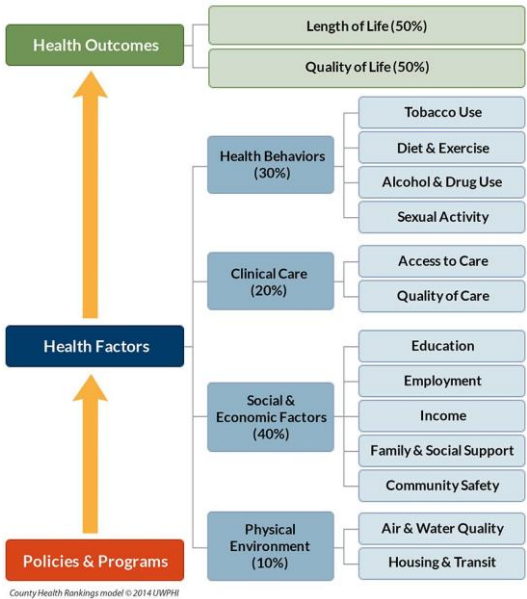 Health Outcomes
Length of Life (50%)
Quality of Life (50%)
Health Behaviors
(30%)
Tobacco Use
Diet & Exercise
Alcohol & Drug Use
Sexual Activity
Clinical Care
(20%)
Access to Care
Quality of Care
Health Factors
Social &
Economic Factors
(40%)
Education
Employment
Income
Family & Social Support
Community Safety
Physical
Environment
(10%)
Air & Water Quality
Housing & Transit
Policies & Programs
County Health Rankings model © 2014 UWPHI